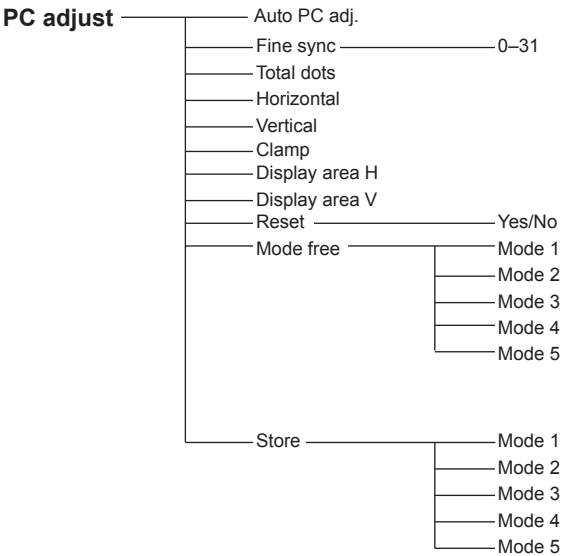 PC adjust
Auto PC adj.
Fine sync 0–31
Total dots
Horizontal
Vertical
Clamp
Display area H
Display area V
Reset Yes/No
Mode free Mode 1
Mode 2
Mode 3
Mode 4
Mode 5
Store Mode 1
Mode 2
Mode 3
Mode 4
Mode 5